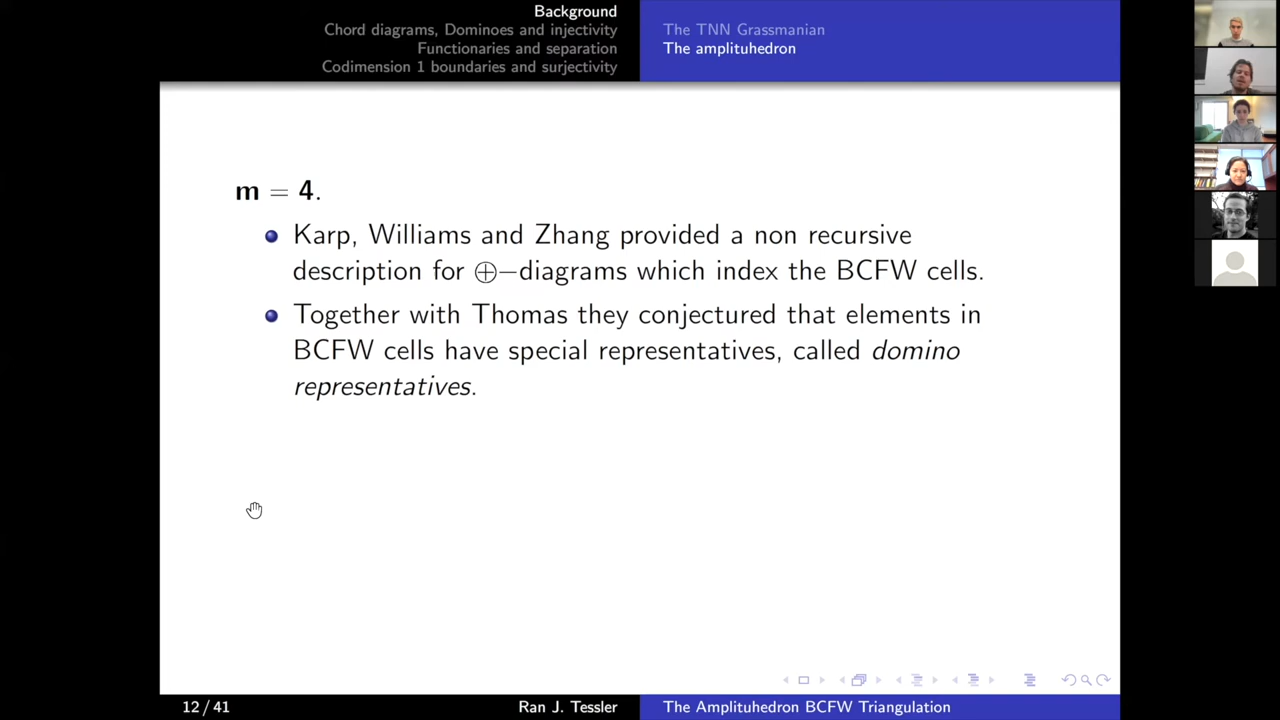 Background
Chord diagrams, Dominoes and injectivity
Functionaries and separation
Codimension 1 boundaries and surjectivity
The TNN Grassmanian
The amplituhedron
m = 4.
Karp, Williams and Zhang provided a non recursive
description for ⊕−diagrams which index the BCFW cells.
Together with Thomas they conjectured that elements in
BCFW cells have special representatives, called domino
representatives.
12 / 41
Ran J. Tessler
The Amplituhedron BCFW Triangulation